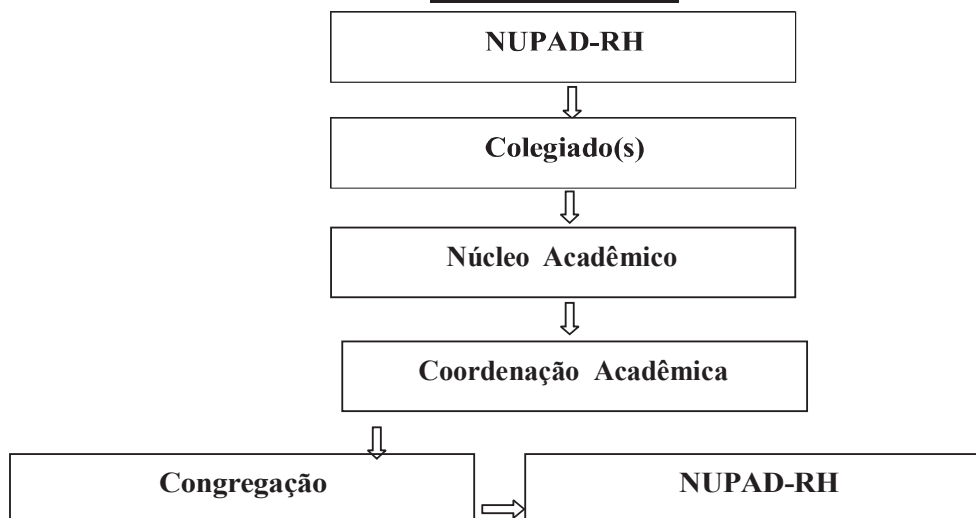 NUPAD-RH
Colegiado(s)
Núcleo Acadêmico
Coordenação Acadêmica
Congregação
NUPAD-RH